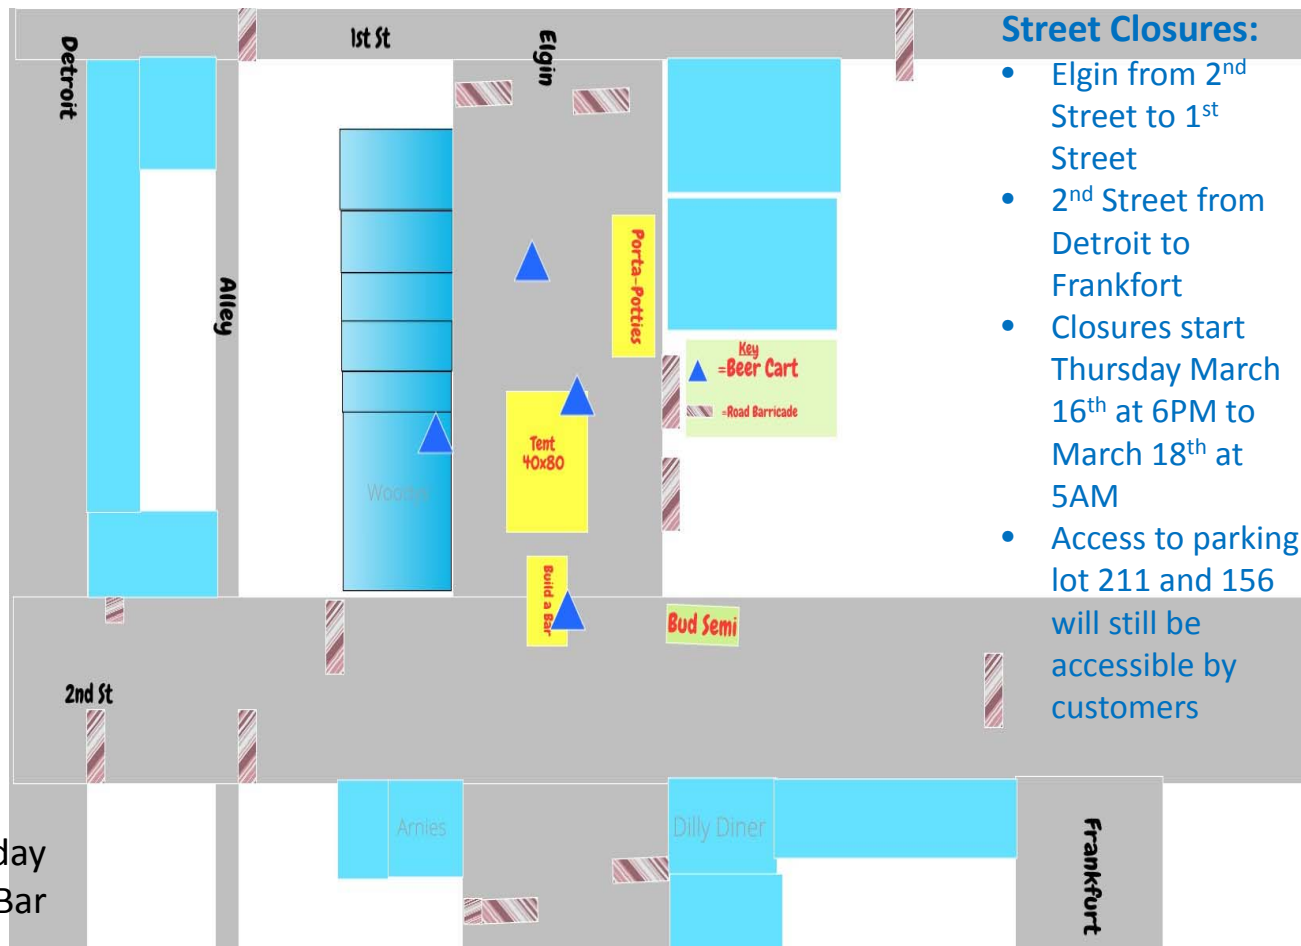 Detroit
1st St
Elgin
Alley
Porta-Potties
Key
=Beer Cart
=Road Barricade
Tent
40x80
Build a Bar
Bud Semi
2nd St
Arnies
Dilly Diner
Frankfurt
day
Bar
Street Closures:
• Elgin from 2nd
Street to 1st
Street
• 2nd Street from
Detroit to
Frankfort
• Closures start
Thursday March
16th at 6PM to
March 18th at
5AM
• Access to parking
lot 211 and 156
will still be
accessible by
customers